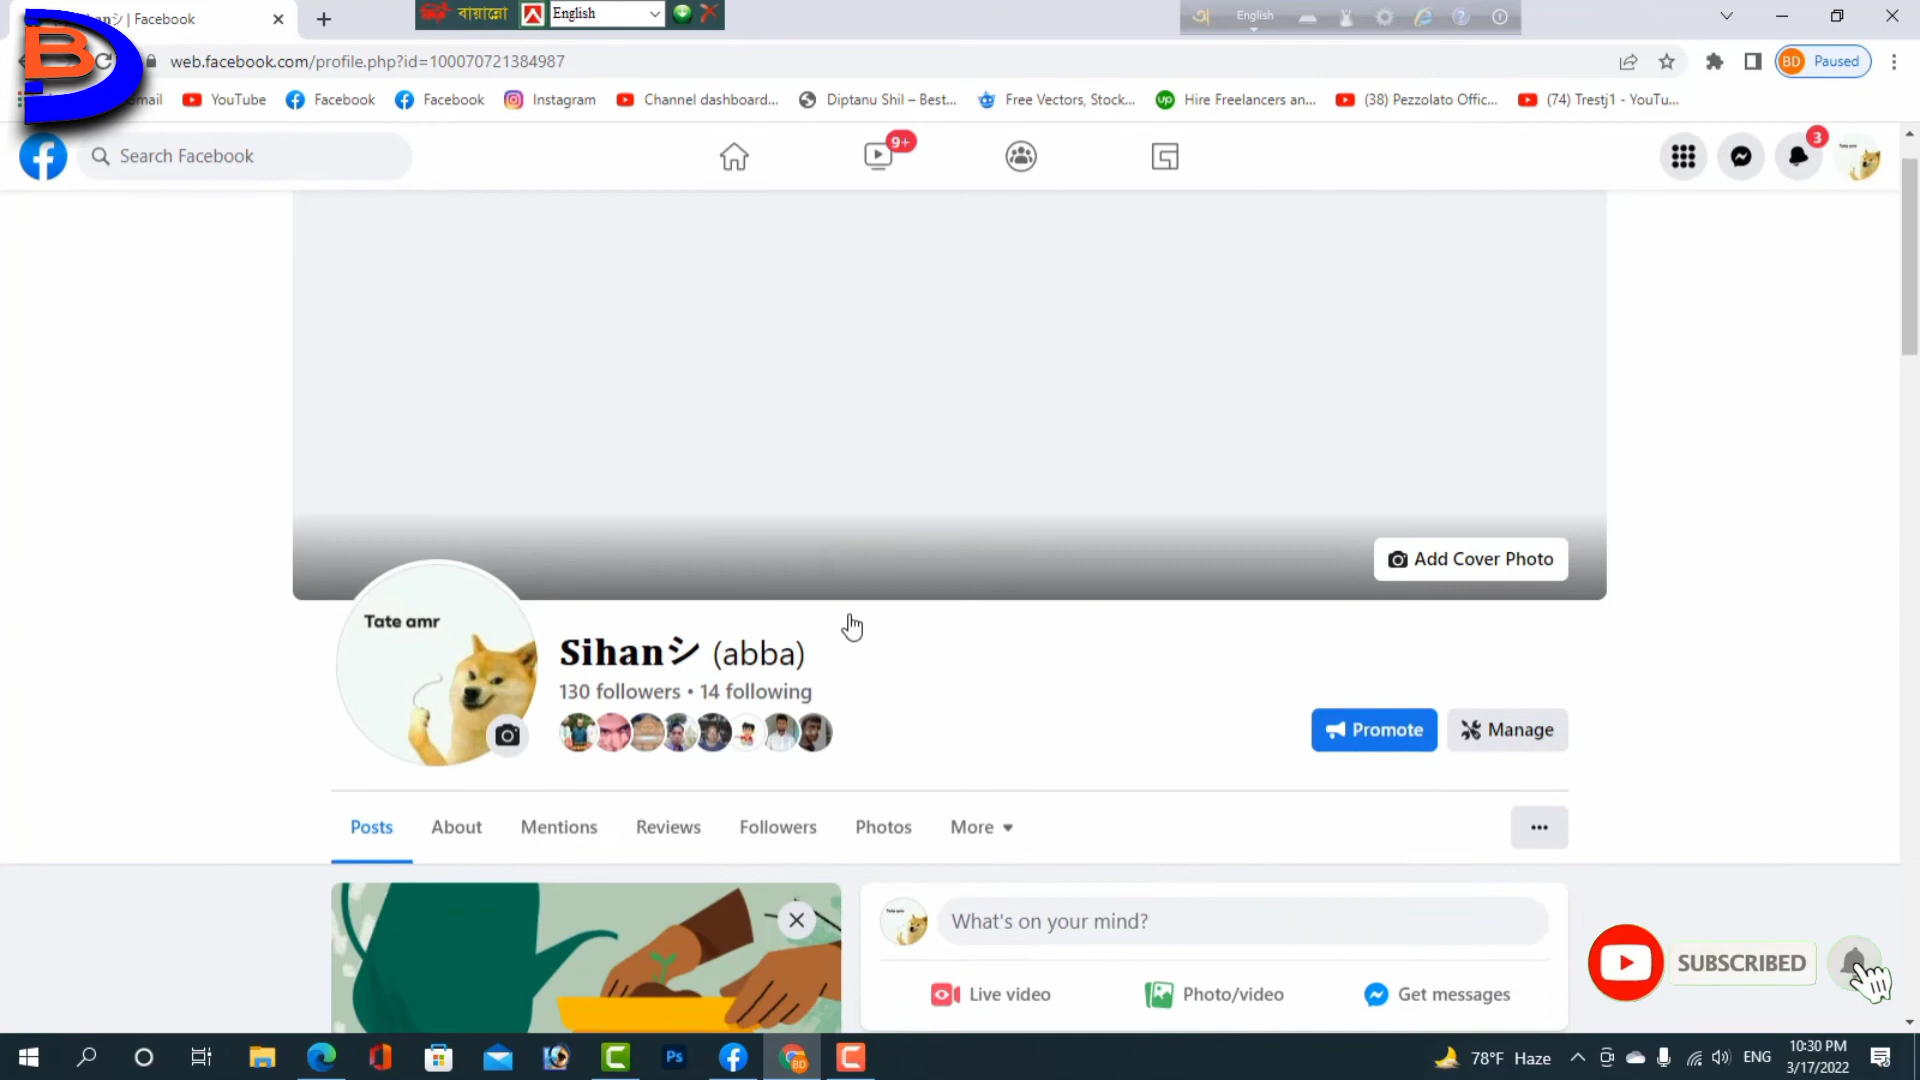 シ | Facebook
বায়ান্নো English
English
web.facebook.com/profile.php?id=100070721384987
BD Paused
YouTube Facebook Facebook Instagram Channel dashboard... Diptanu Shil – Best... Free Vectors, Stock... Hire Freelancers an... (38) Pezzolato Offic... (74) Trestj1 - YouTu...
Search Facebook
9+
3
Add Cover Photo
Tate amr
Sihanシ (abba)
130 followers • 14 following
Promote
Manage
Posts About Mentions Reviews Followers Photos More
What's on your mind?
Live video Photo/video Get messages
SUBSCRIBED
Ps
BD
78°F Haze
ENG
10:30 PM
3/17/2022